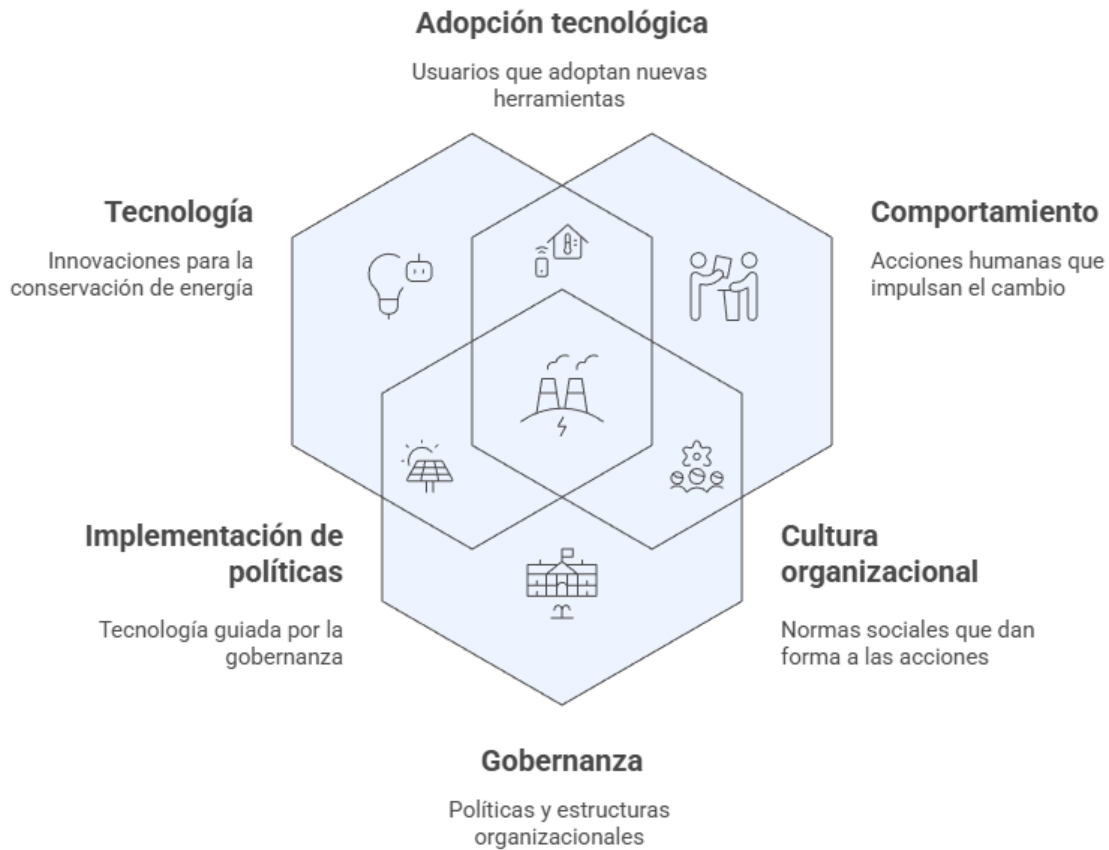 Adopción tecnológica
Usuarios que adoptan nuevas
herramientas
Tecnología
Innovaciones para la
conservación de energía
Comportamiento
Acciones humanas que
impulsan el cambio
Implementación de
políticas
Tecnología guiada por la
gobernanza
Cultura
organizacional
Normas sociales que dan
forma a las acciones
Gobernanza
Políticas y estructuras
organizacionales